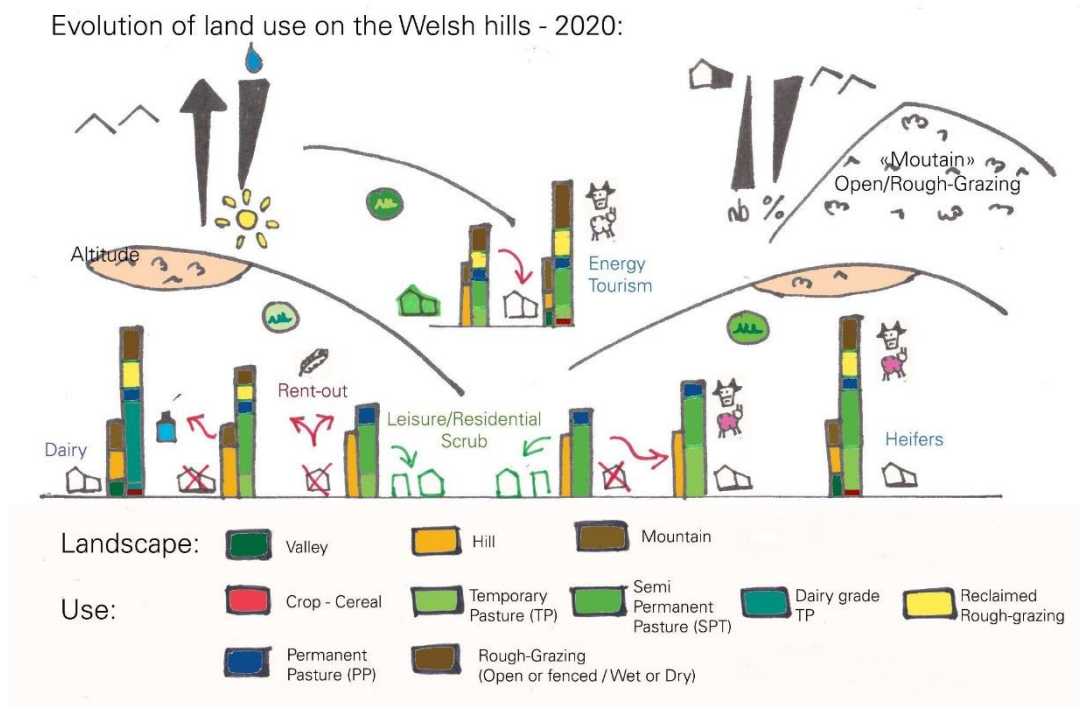 Evolution of land use on the Welsh hills - 2020:
«Moutain»
Open/Rough-Grazing
nb %
Altitude
Energy
Tourism
Rent-out
Leisure/Residential
Scrub
Dairy
Heifers
Landscape:
Valley
Hill
Mountain
Use:
Crop - Cereal
Temporary
Pasture (TP)
Semi
Permanent
Pasture (SPT)
Dairy grade
TP
Reclaimed
Rough-grazing
Permanent
Pasture (PP)
Rough-Grazing
(Open or fenced / Wet or Dry)